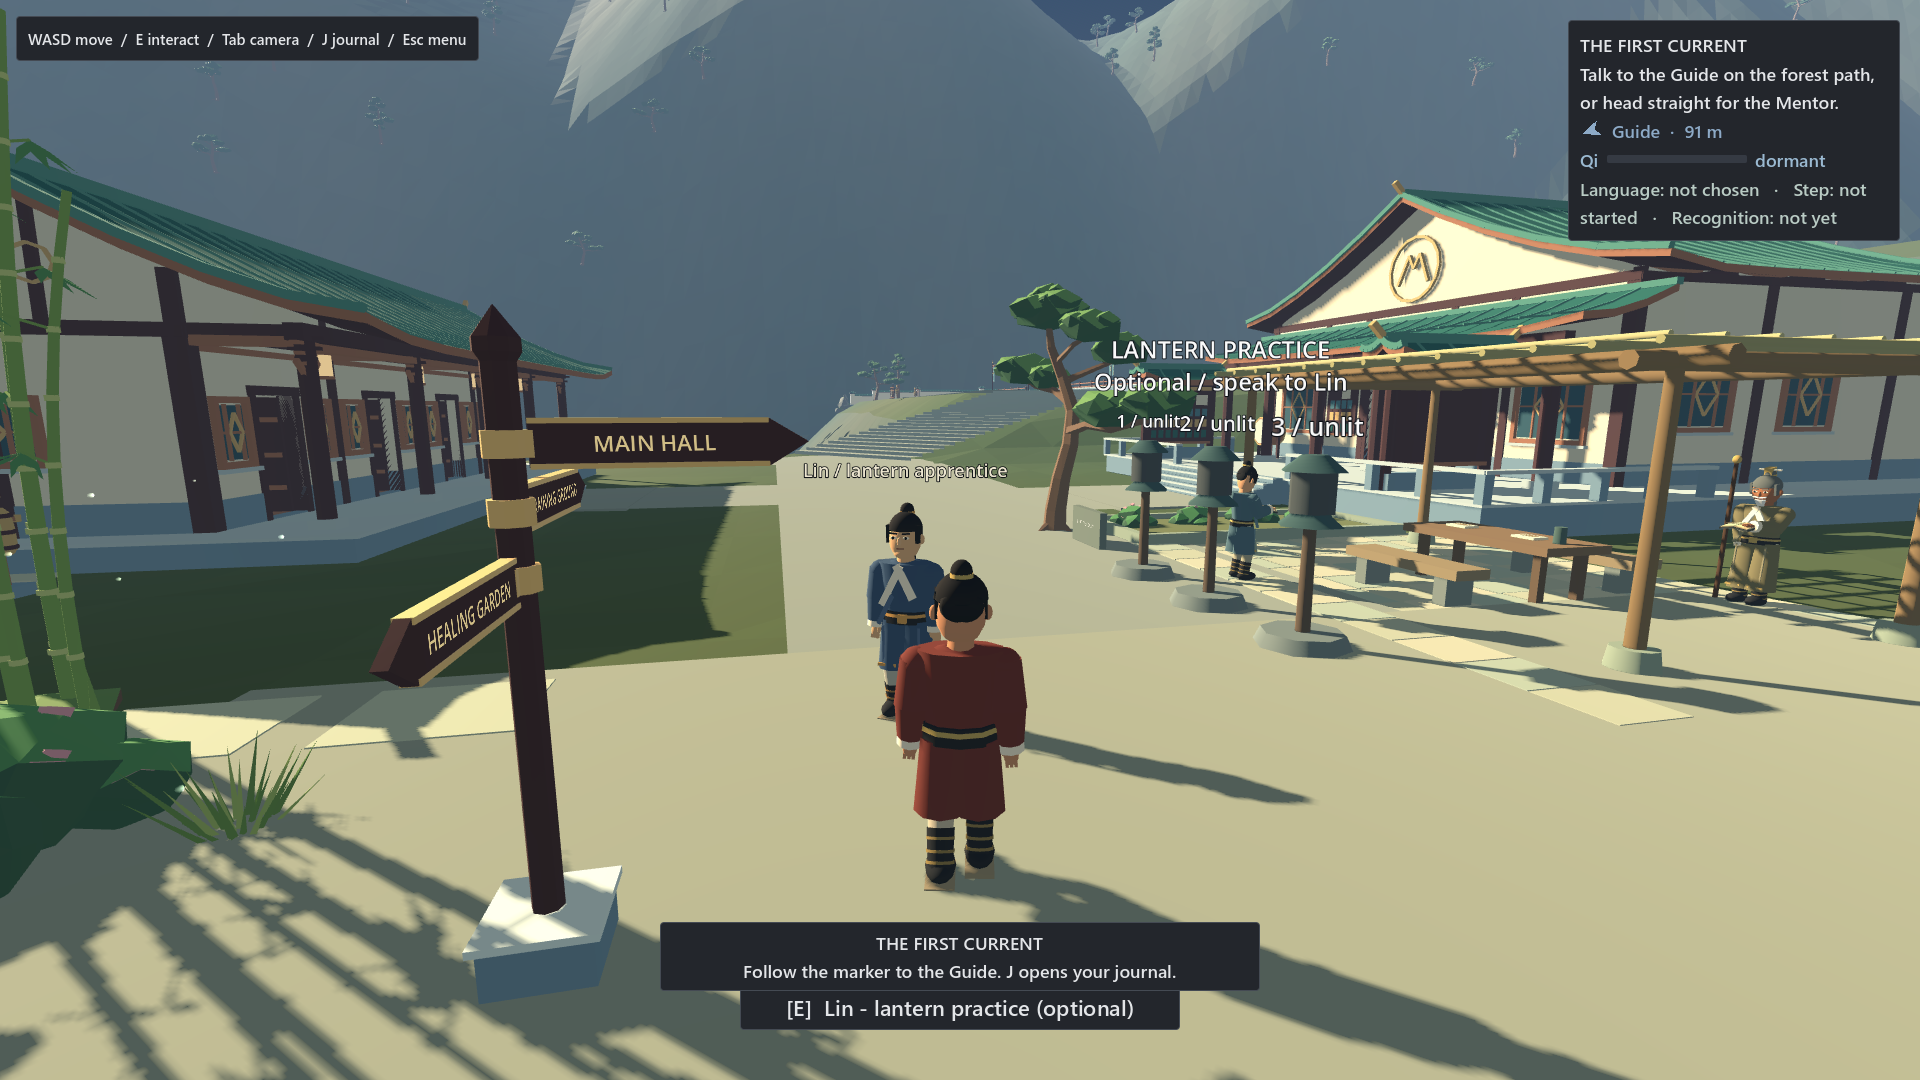 WASD move / E interact / Tab camera / J journal / Esc menu
THE FIRST CURRENT
Talk to the Guide on the forest path,
or head straight for the Mentor.
Guide · 91 m
Qi dormant
Language: not chosen · Step: not
started · Recognition: not yet
LANTERN PRACTICE
Optional / speak to Lin
1 / unlit
2 / unlit
3 / unlit
MAIN HALL
Lin / lantern apprentice
HEALING GARDEN
THE FIRST CURRENT
Follow the marker to the Guide. J opens your journal.
[E] Lin - lantern practice (optional)